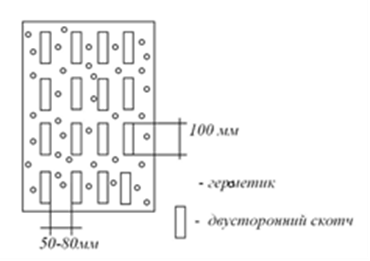 100 мм
- герметик
- двусторонний скотч
50-80мм